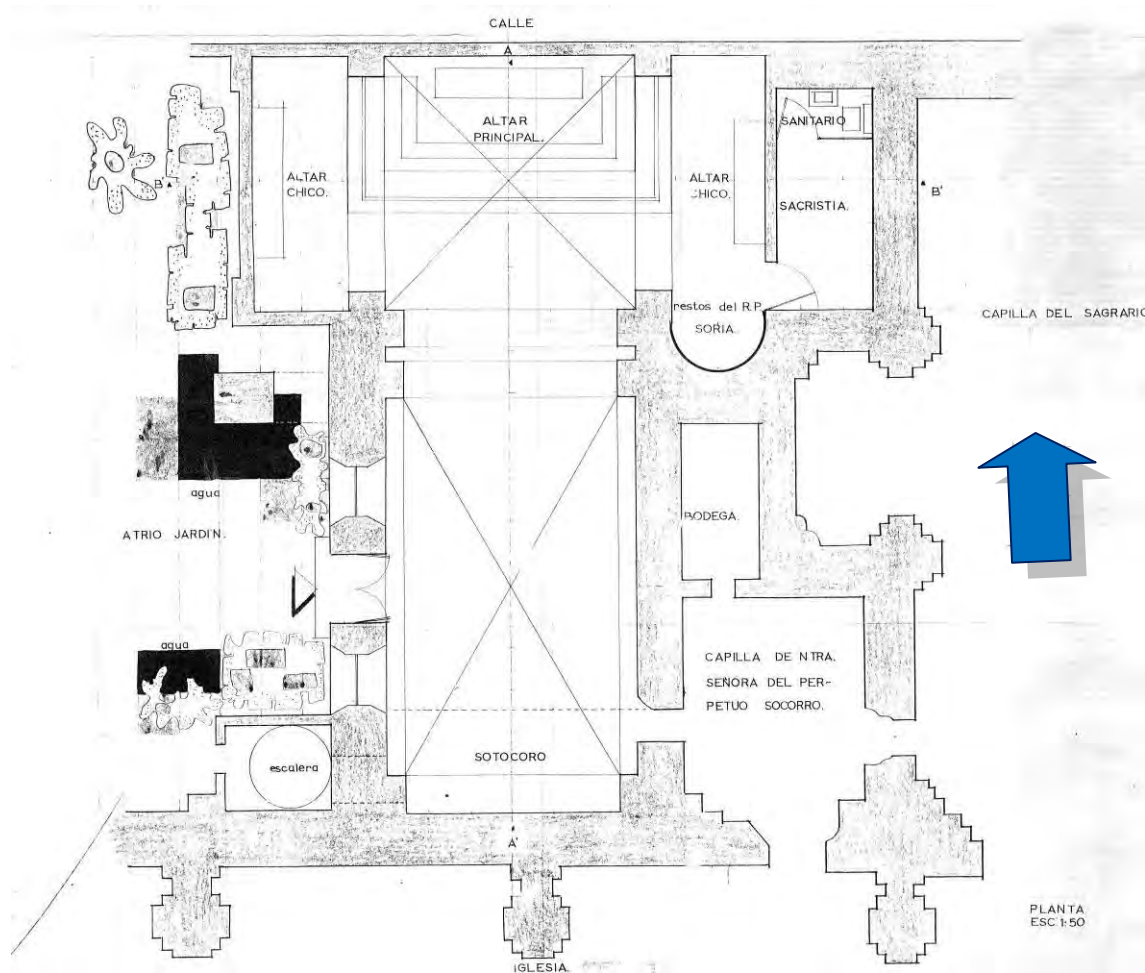 CALLE
A
ALTAR
PRINCIPAL.
SANITARIO
B'
ALTAR
CHICO.
ALTAR
CHICO.
B'
SACRISTIA.
restos del R.P.
SORIA.
CAPILLA DEL SAGRARIO
agua
BODEGA.
ATRIO JARDIN.
agua
CAPILLA DE NTRA.
SEÑORA DEL PER-
PETUO SOCORRO.
SOTOCORO
escalera
A'
PLANTA
ESC 1:50
IGLESIA.